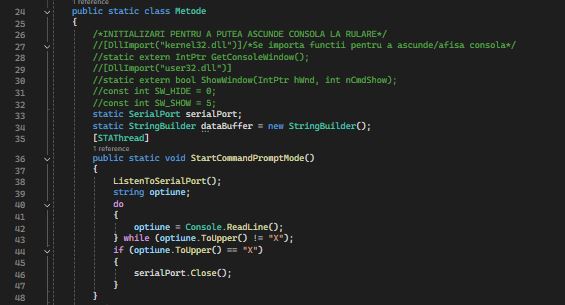 1 reference
24 public static class Metode
25 {
26 /*INITIALIZARI PENTRU A PUTEA ASCUNDE CONSOLA LA RULARE*/
27 //[DllImport("kernel32.dll")]/*Se importa functii pentru a ascunde/afisa consola*/
28 //static extern IntPtr GetConsoleWindow();
29 //[DllImport("user32.dll")]
30 //static extern bool ShowWindow(IntPtr hWnd, int nCmdShow);
31 //const int SW_HIDE = 0;
32 //const int SW_SHOW = 5;
33 static SerialPort serialPort;
34 static StringBuilder dataBuffer = new StringBuilder();
35 [STAThread]
1 reference
36 public static void StartCommandPromptMode()
37 {
38 ListenToSerialPort();
39 string optiune;
40 do
41 {
42 optiune = Console.ReadLine();
43 } while (optiune.ToUpper() != "X");
44 if (optiune.ToUpper() == "X")
45 {
46 serialPort.Close();
47 }
48 }